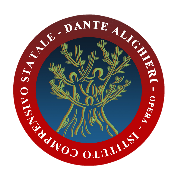 ISTITUTO COMPRENSIVO STATALE - DANTE ALIGHIERI - OPERA -